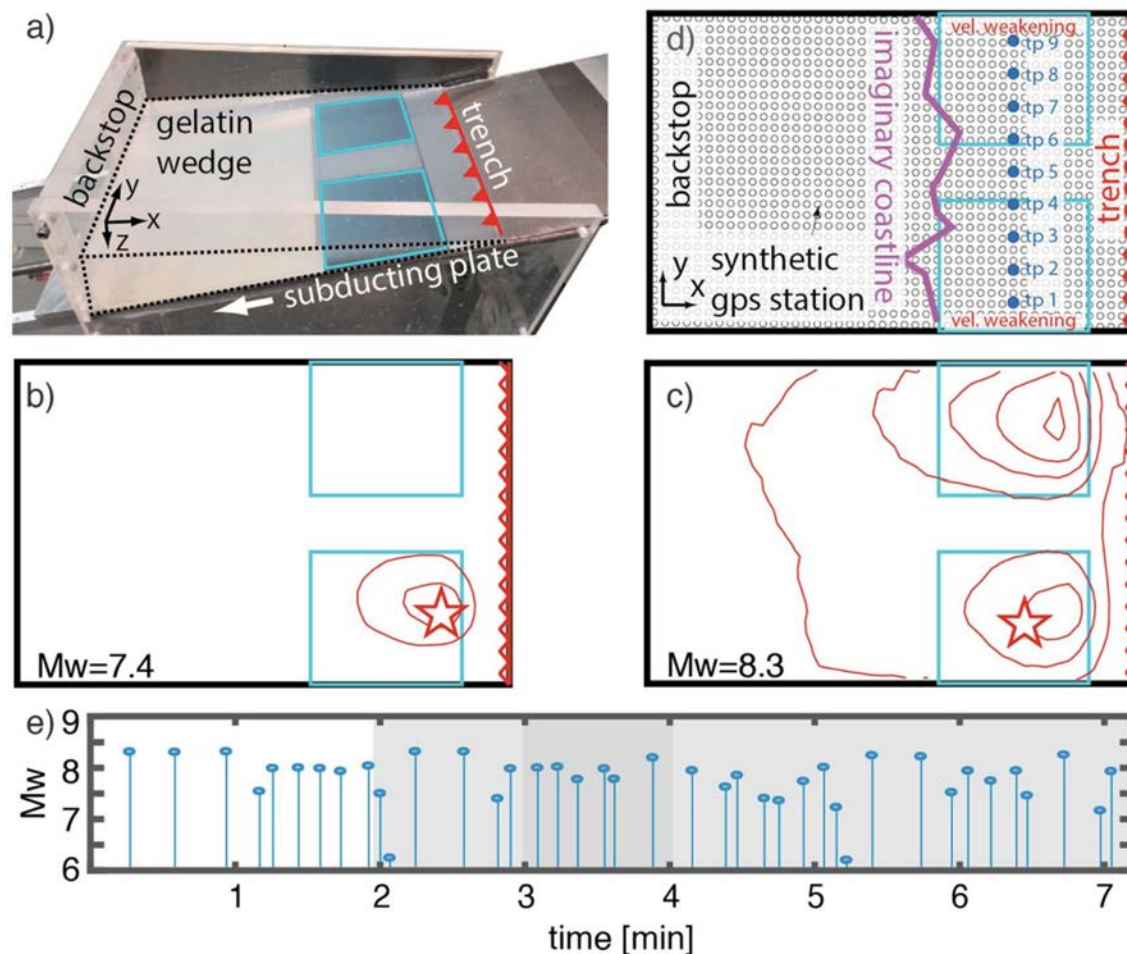 a)
backstop
gelatin
wedge
trench
y
x
z
subducting plate
d)
backstop
imaginary coastline
vel. weakening
tp 9
tp 8
tp 7
tp 6
tp 5
tp 4
tp 3
tp 2
tp 1
vel. weakening
trench
y
x
synthetic
gps station
b)
Mw=7.4
c)
Mw=8.3
e)
Mw
9
8
7
6
1
2
3
4
5
6
7
time [min]